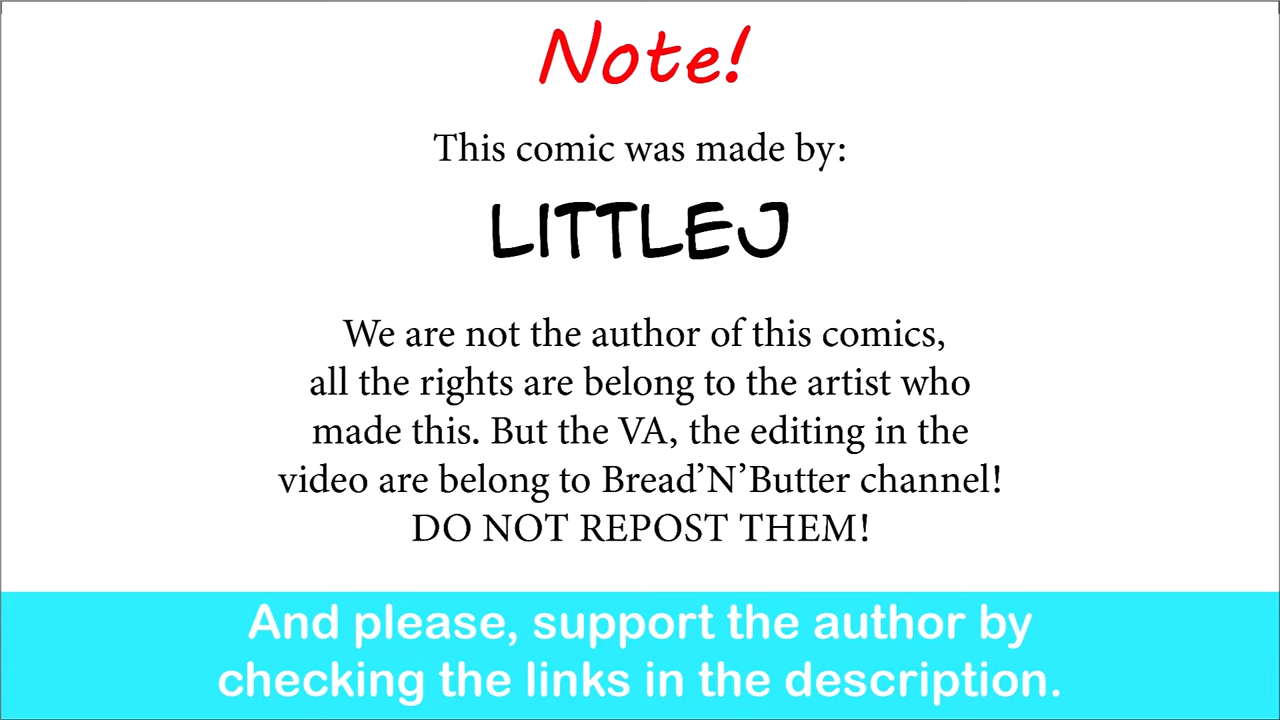 Note!
This comic was made by:
LITTLEJ
We are not the author of this comics,
all the rights are belong to the artist who
made this. But the VA, the editing in the
video are belong to Bread’N’Butter channel!
DO NOT REPOST THEM!
And please, support the author by
checking the links in the description.